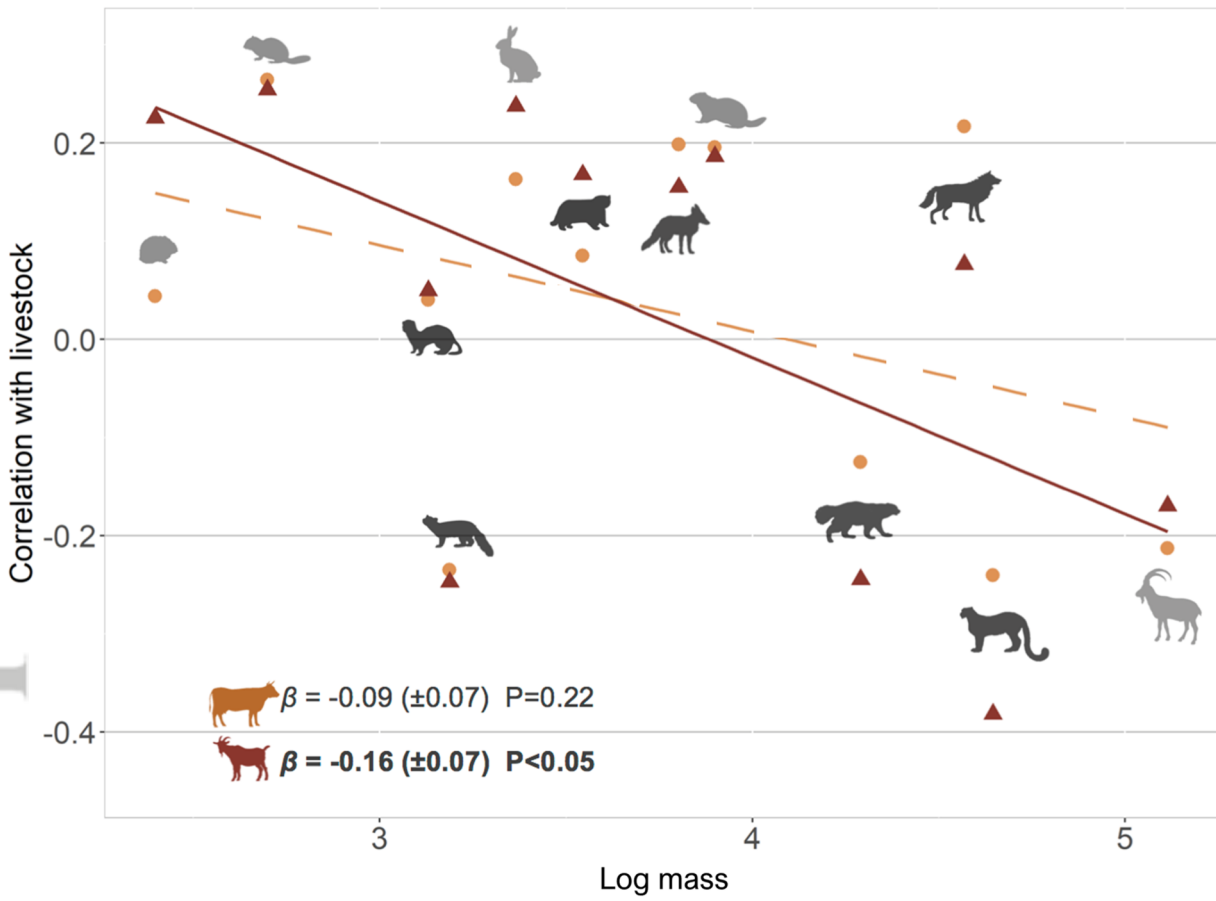 Correlation with livestock
0.2
0.0
-0.2
-0.4
β = -0.09 (±0.07) P=0.22
β = -0.16 (±0.07) P<0.05
3 4 5
Log mass